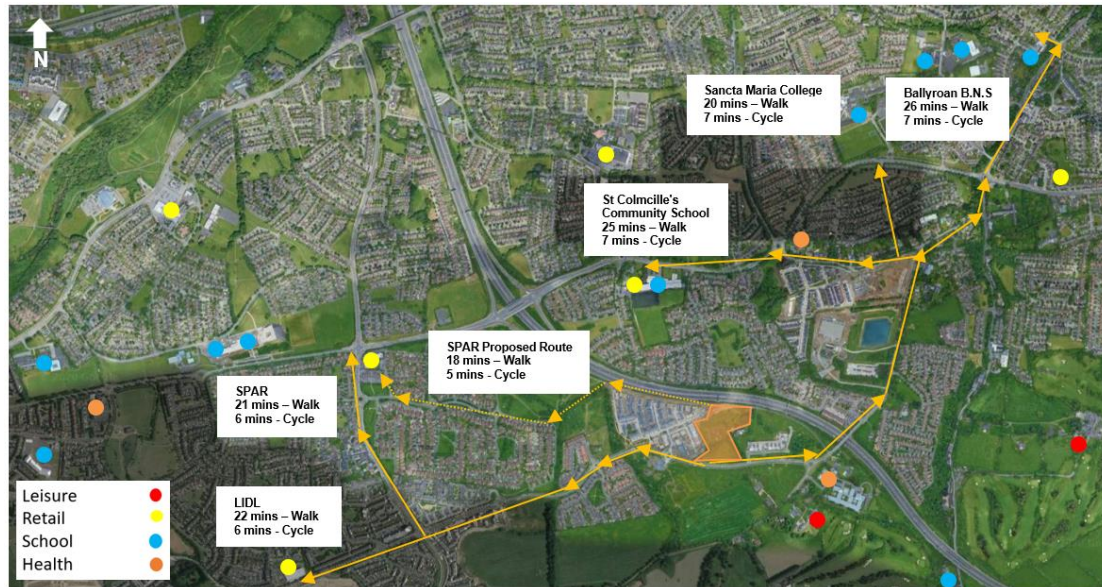 N
Sancta Maria College
20 mins – Walk
7 mins - Cycle
Ballyroan B.N.S
26 mins – Walk
7 mins - Cycle
St Colmcille's
Community School
25 mins – Walk
7 mins - Cycle
SPAR Proposed Route
18 mins – Walk
5 mins - Cycle
SPAR
21 mins – Walk
6 mins - Cycle
LIDL
22 mins – Walk
6 mins - Cycle
Leisure
Retail
School
Health